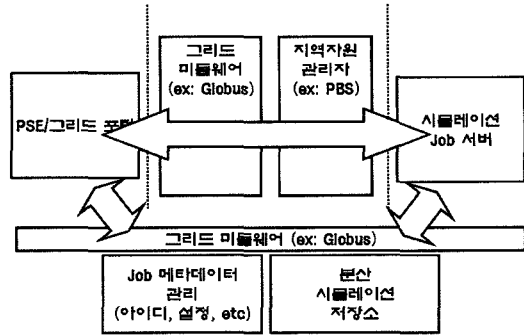 그리드
미들웨어
(ex: Globus)
지역자원
관리자
(ex: PBS)
PSE/그리드 포털
시뮬레이션
Job 서버
그리드 미들웨어 (ex: Globus)
Job 메타데이터
관리
(아이디, 설정, etc)
분산
시뮬레이션
저장소